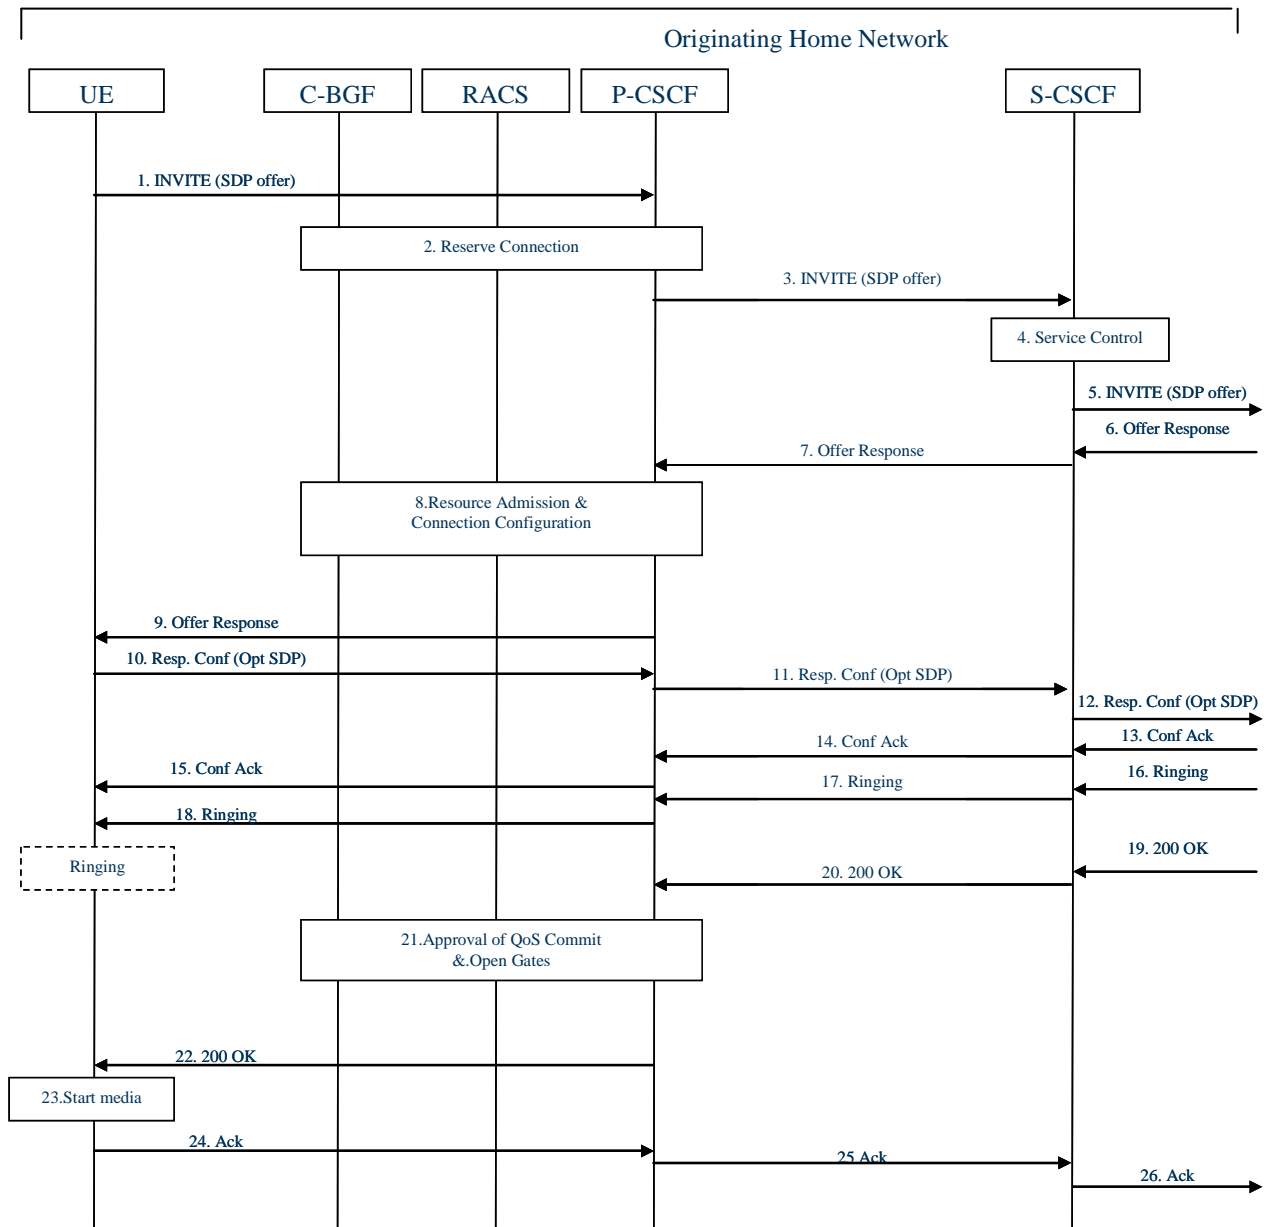 Originating Home Network
UE
C-BGF
RACS
P-CSCF
S-CSCF
1. INVITE (SDP offer)
2. Reserve Connection
3. INVITE (SDP offer)
4. Service Control
5. INVITE (SDP offer)
6. Offer Response
7. Offer Response
8.Resource Admission &
Connection Configuration
9. Offer Response
10. Resp. Conf (Opt SDP)
11. Resp. Conf (Opt SDP)
12. Resp. Conf (Opt SDP)
13. Conf Ack
14. Conf Ack
15. Conf Ack
16. Ringing
17. Ringing
18. Ringing
Ringing
19. 200 OK
20. 200 OK
21.Approval of QoS Commit
&.Open Gates
22. 200 OK
23.Start media
24. Ack
25 Ack
26. Ack